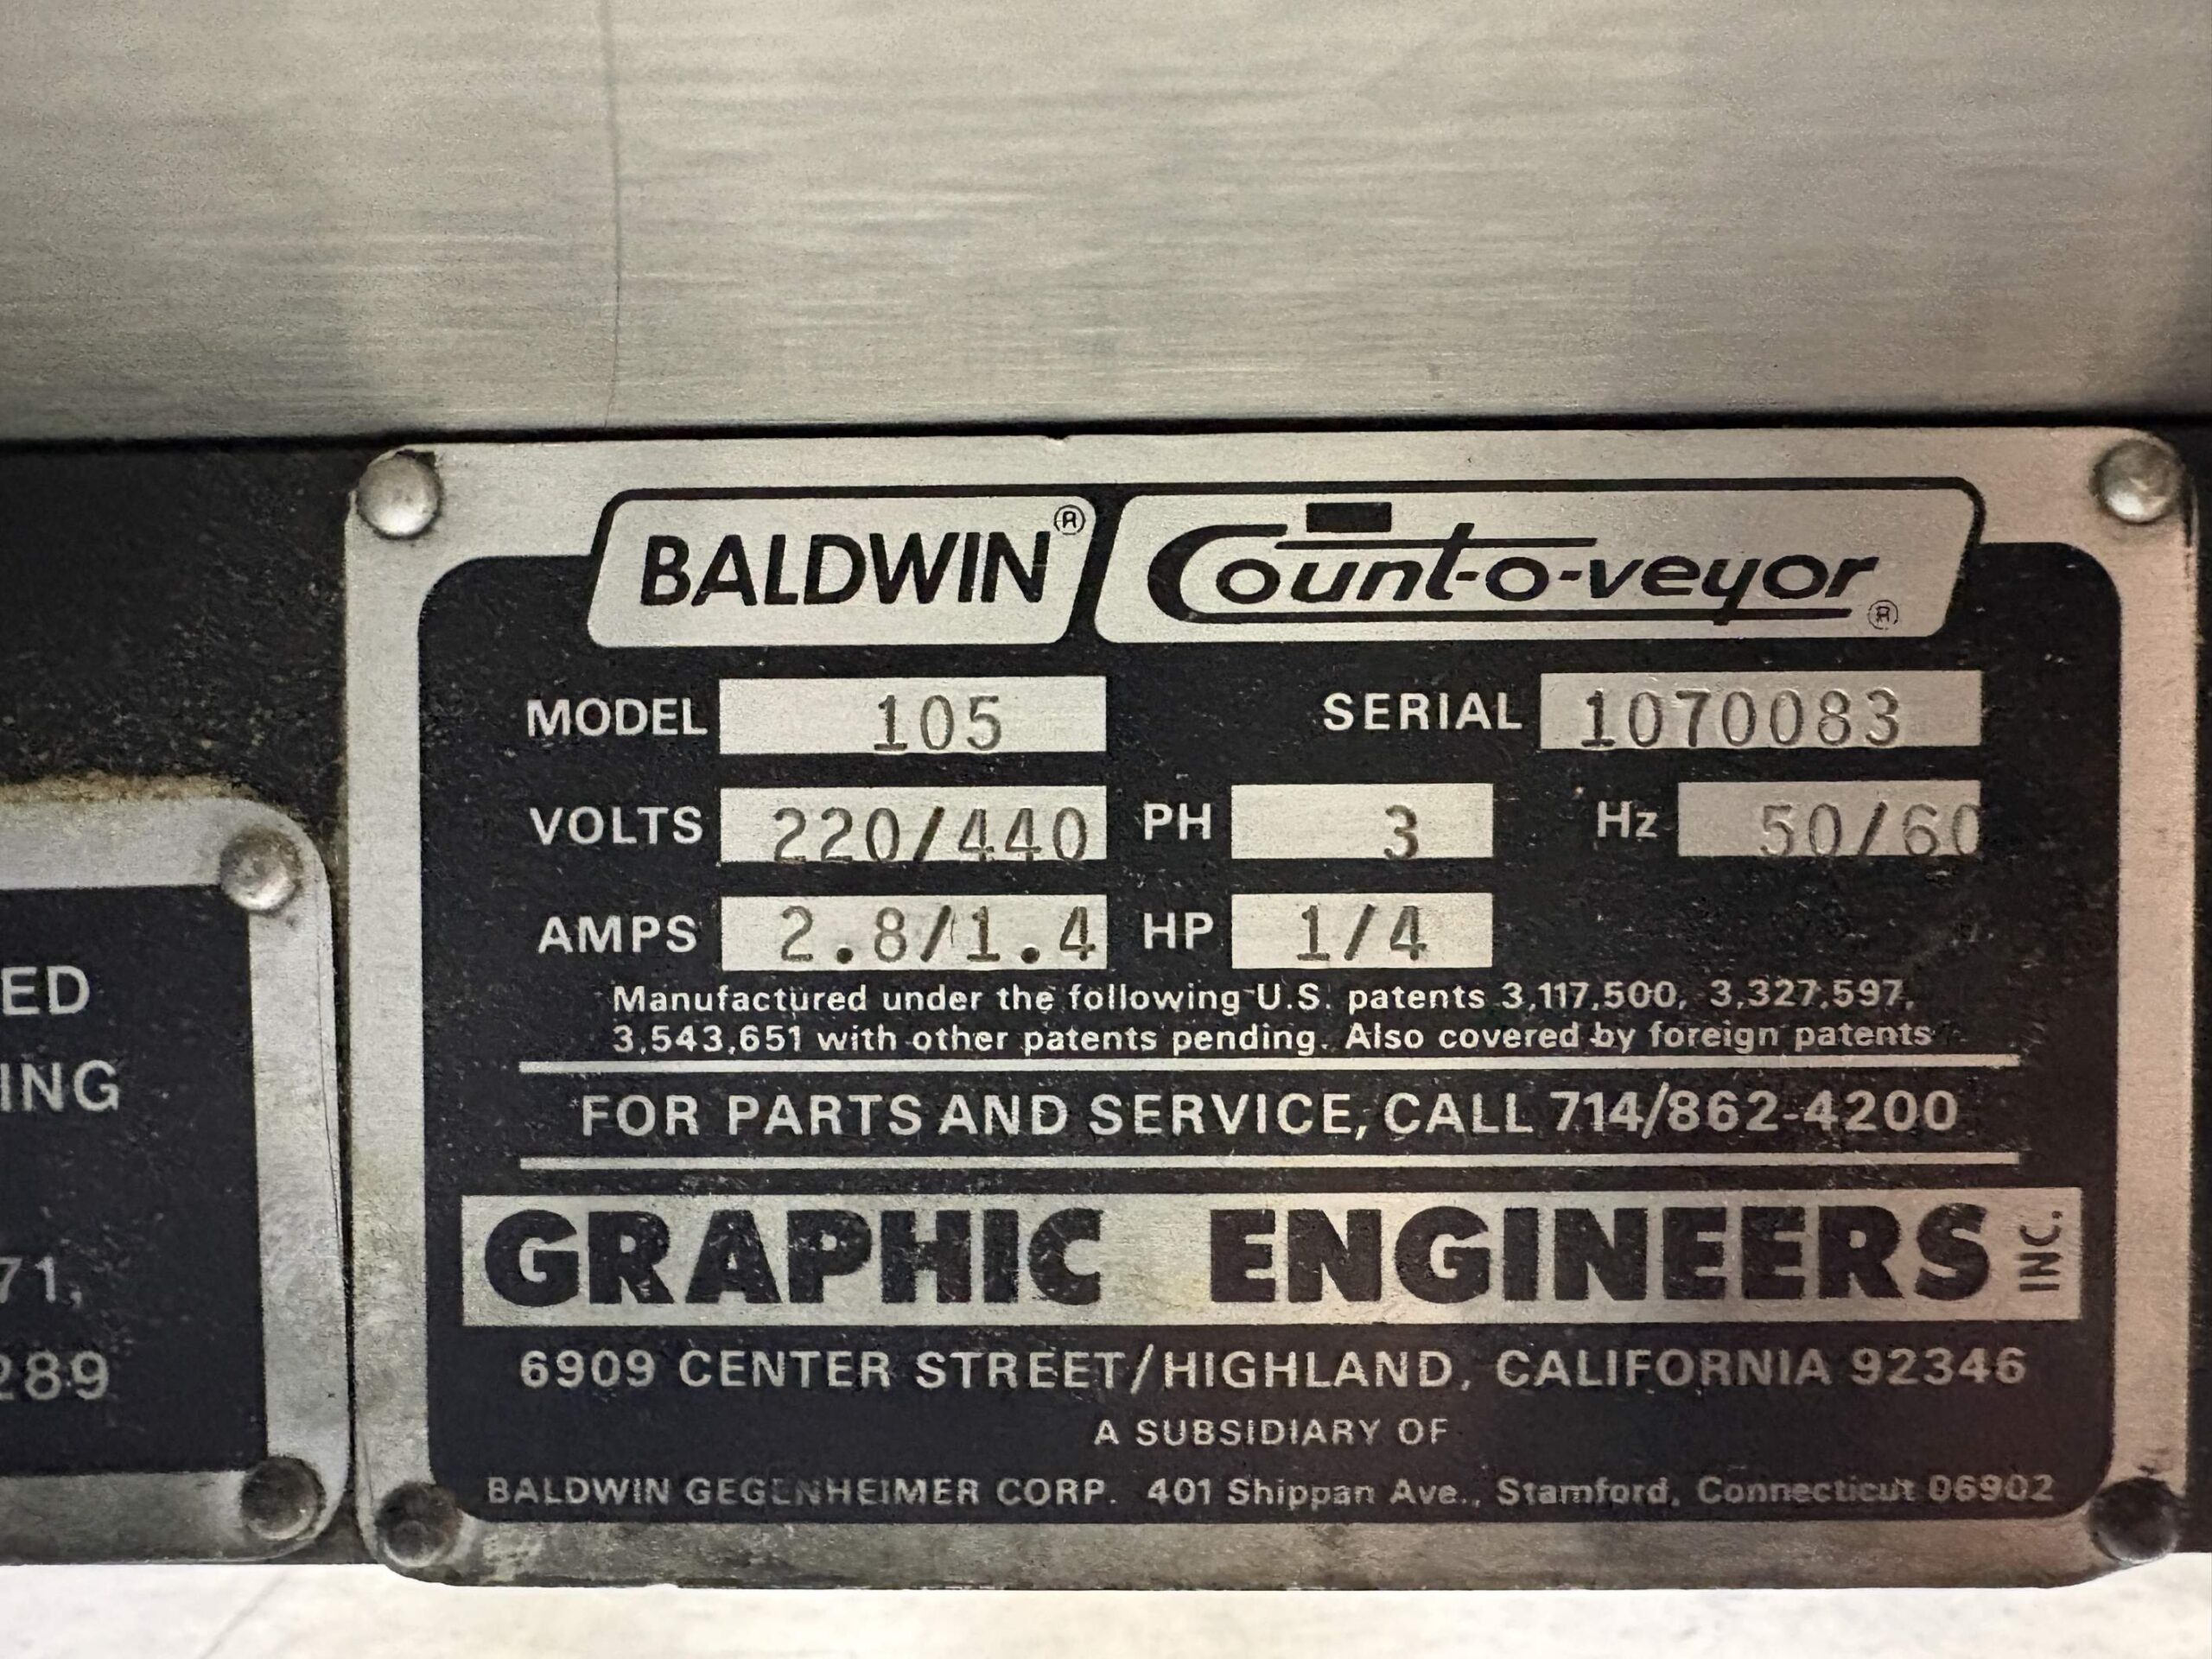 BALDWIN® Count-o-veyor®
MODEL 105 SERIAL 1070083
VOLTS 220/440 PH 3 Hz 50/60
AMPS 2.8/1.4 HP 1/4
Manufactured under the following U.S. patents 3,117,500, 3,327,597,
3,543,651 with other patents pending. Also covered by foreign patents
FOR PARTS AND SERVICE, CALL 714/862-4200
GRAPHIC ENGINEERS INC.
6909 CENTER STREET/HIGHLAND, CALIFORNIA 92346
A SUBSIDIARY OF
BALDWIN GEGENHEIMER CORP. 401 Shippan Ave., Stamford, Connecticut 06902
ED
ING
71,
289